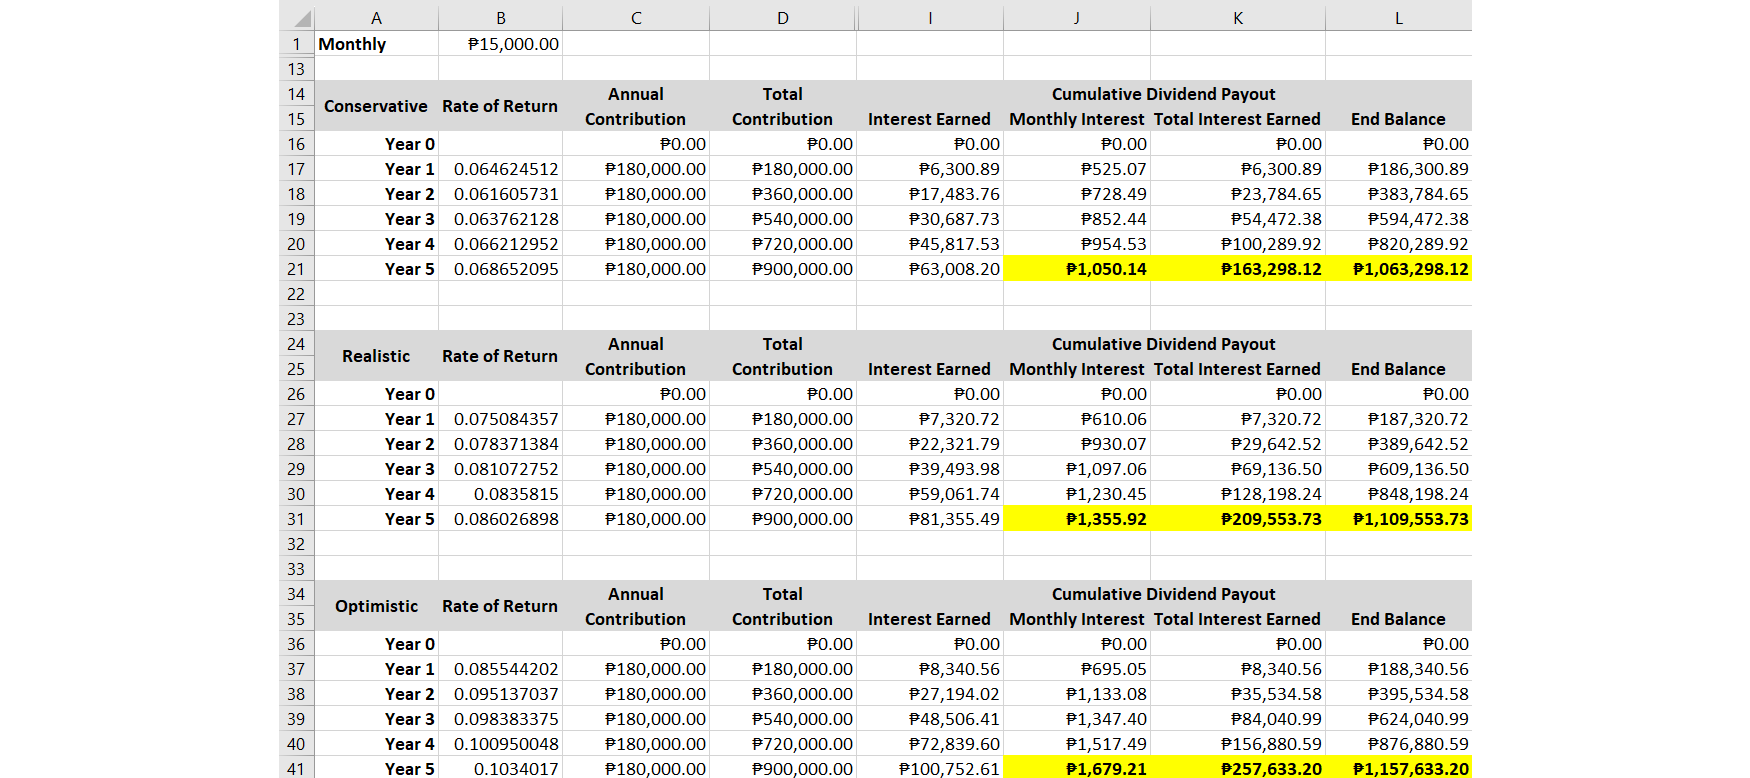 A B C D I J K L
1 Monthly ₱15,000.00
13
14 Conservative Rate of Return Annual Total Cumulative Dividend Payout
15 Contribution Contribution Interest Earned Monthly Interest Total Interest Earned End Balance
16 Year 0 ₱0.00 ₱0.00 ₱0.00 ₱0.00 ₱0.00 ₱0.00
17 Year 1 0.064624512 ₱180,000.00 ₱180,000.00 ₱6,300.89 ₱525.07 ₱6,300.89 ₱186,300.89
18 Year 2 0.061605731 ₱180,000.00 ₱360,000.00 ₱17,483.76 ₱728.49 ₱23,784.65 ₱383,784.65
19 Year 3 0.063762128 ₱180,000.00 ₱540,000.00 ₱30,687.73 ₱852.44 ₱54,472.38 ₱594,472.38
20 Year 4 0.066212952 ₱180,000.00 ₱720,000.00 ₱45,817.53 ₱954.53 ₱100,289.92 ₱820,289.92
21 Year 5 0.068652095 ₱180,000.00 ₱900,000.00 ₱63,008.20 ₱1,050.14 ₱163,298.12 ₱1,063,298.12
22
23
24 Realistic Rate of Return Annual Total Cumulative Dividend Payout
25 Contribution Contribution Interest Earned Monthly Interest Total Interest Earned End Balance
26 Year 0 ₱0.00 ₱0.00 ₱0.00 ₱0.00 ₱0.00 ₱0.00
27 Year 1 0.075084357 ₱180,000.00 ₱180,000.00 ₱7,320.72 ₱610.06 ₱7,320.72 ₱187,320.72
28 Year 2 0.078371384 ₱180,000.00 ₱360,000.00 ₱22,321.79 ₱930.07 ₱29,642.52 ₱389,642.52
29 Year 3 0.081072752 ₱180,000.00 ₱540,000.00 ₱39,493.98 ₱1,097.06 ₱69,136.50 ₱609,136.50
30 Year 4 0.0835815 ₱180,000.00 ₱720,000.00 ₱59,061.74 ₱1,230.45 ₱128,198.24 ₱848,198.24
31 Year 5 0.086026898 ₱180,000.00 ₱900,000.00 ₱81,355.49 ₱1,355.92 ₱209,553.73 ₱1,109,553.73
32
33
34 Optimistic Rate of Return Annual Total Cumulative Dividend Payout
35 Contribution Contribution Interest Earned Monthly Interest Total Interest Earned End Balance
36 Year 0 ₱0.00 ₱0.00 ₱0.00 ₱0.00 ₱0.00 ₱0.00
37 Year 1 0.085544202 ₱180,000.00 ₱180,000.00 ₱8,340.56 ₱695.05 ₱8,340.56 ₱188,340.56
38 Year 2 0.095137037 ₱180,000.00 ₱360,000.00 ₱27,194.02 ₱1,133.08 ₱35,534.58 ₱395,534.58
39 Year 3 0.098383375 ₱180,000.00 ₱540,000.00 ₱48,506.41 ₱1,347.40 ₱84,040.99 ₱624,040.99
40 Year 4 0.100950048 ₱180,000.00 ₱720,000.00 ₱72,839.60 ₱1,517.49 ₱156,880.59 ₱876,880.59
41 Year 5 0.1034017 ₱180,000.00 ₱900,000.00 ₱100,752.61 ₱1,679.21 ₱257,633.20 ₱1,157,633.20